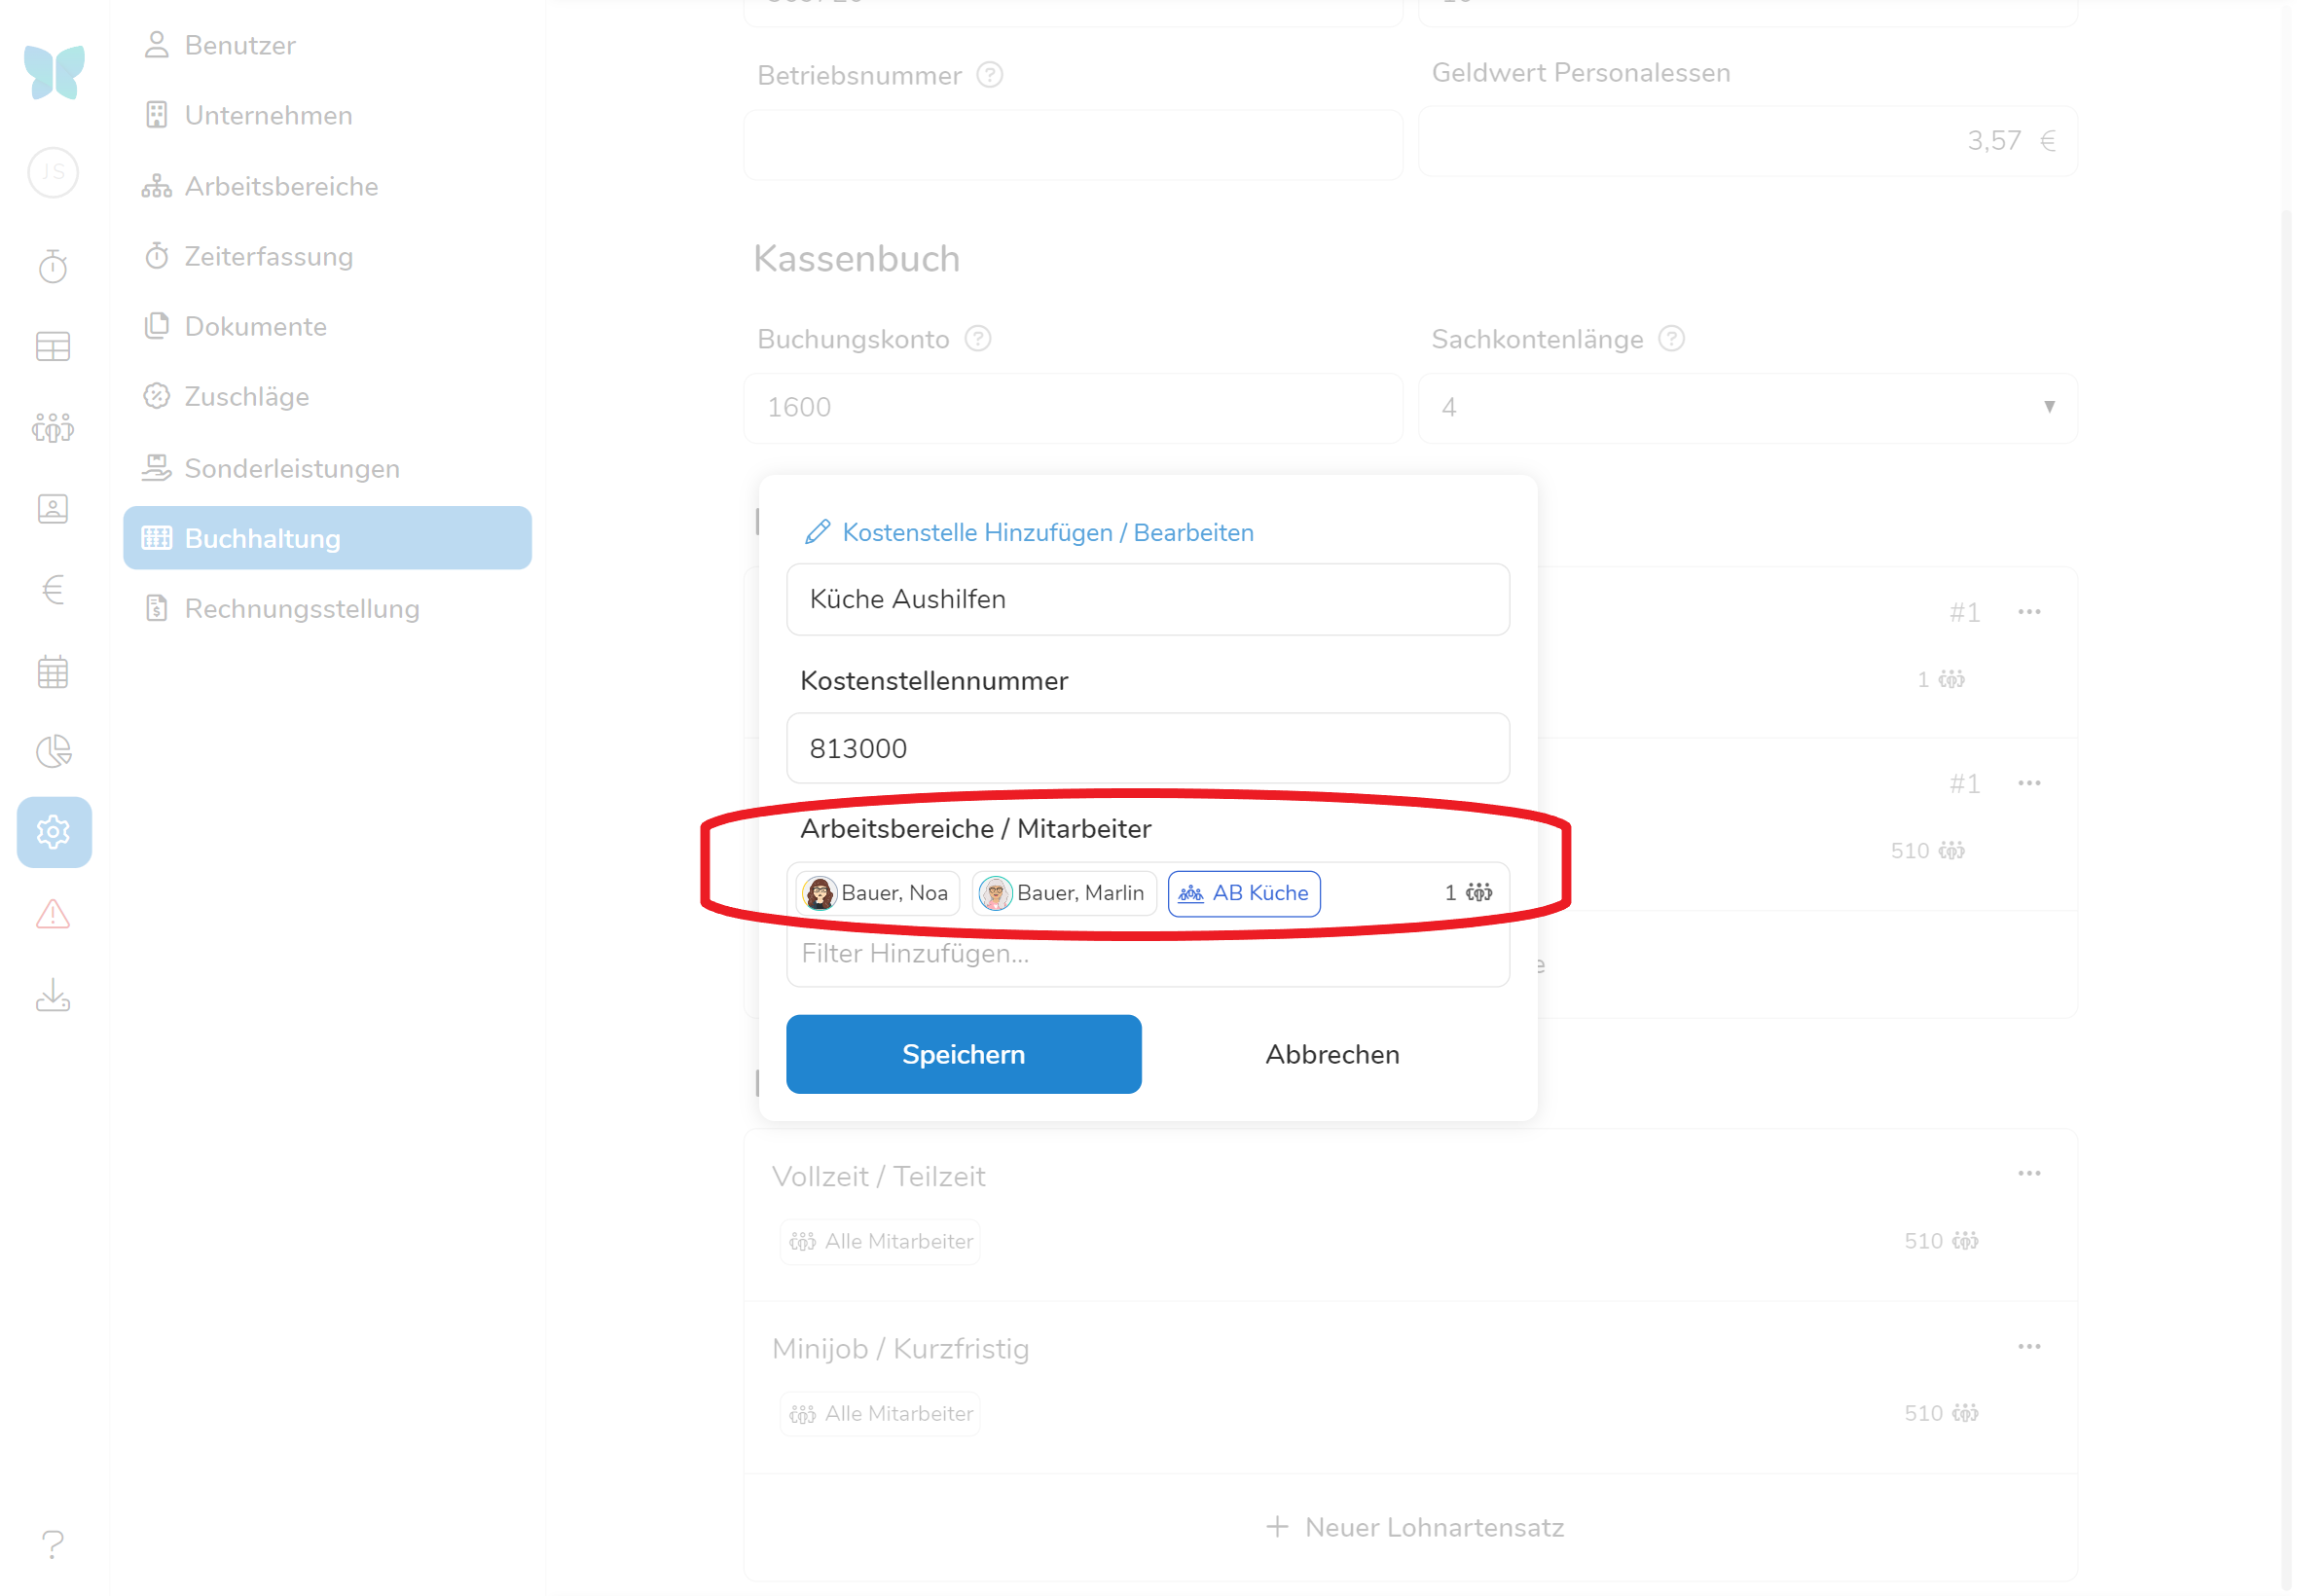 Benutzer
Unternehmen
Arbeitsbereiche
Zeiterfassung
Dokumente
Zuschläge
Sonderleistungen
Buchhaltung
Rechnungsstellung
JS
10
Betriebsnummer ?
Geldwert Personalessen
3,57 €
Kassenbuch
Buchungskonto ?
Sachkontenlänge ?
1600
4
Kostenstelle Hinzufügen / Bearbeiten
Küche Aushilfen
#1
Kostenstellennummer
1
813000
#1
Arbeitsbereiche / Mitarbeiter
510
Bauer, Noa
Bauer, Marlin
AB Küche
1
Filter Hinzufügen...
Speichern
Abbrechen
Vollzeit / Teilzeit
Alle Mitarbeiter
510
Minijob / Kurzfristig
Alle Mitarbeiter
510
+ Neuer Lohnartensatz
?